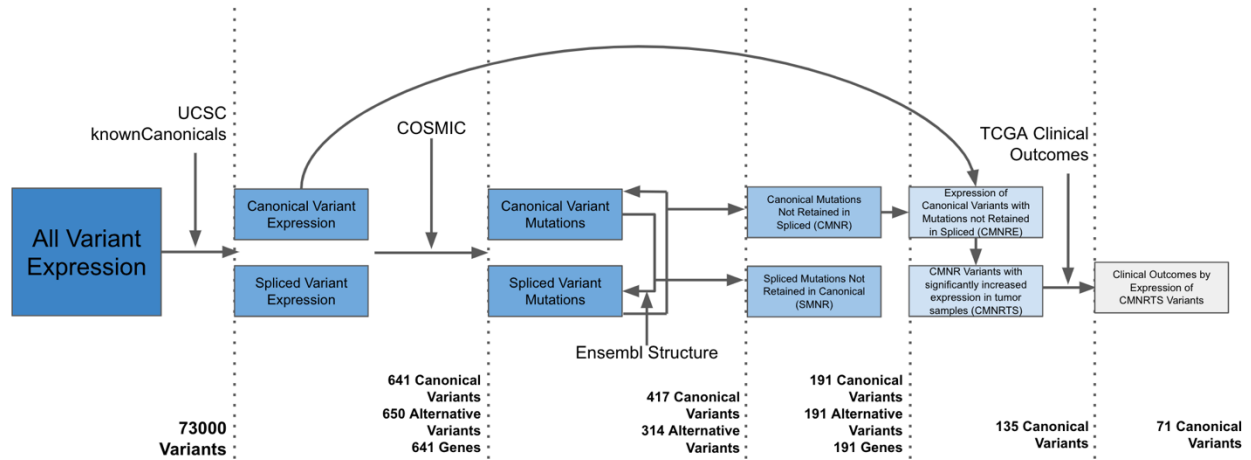 UCSC
knownCanonicals
COSMIC
TCGA Clinical
Outcomes
All Variant
Expression
Canonical Variant
Expression
Spliced Variant
Expression
Canonical Variant
Mutations
Spliced Variant
Mutations
Ensembl Structure
Canonical Mutations
Not Retained in
Spliced (CMNR)
Spliced Mutations Not
Retained in Canonical
(SMNR)
Expression of
Canonical Variants with
Mutations not Retained
in Spliced (CMNRE)
CMNR Variants with
significantly increased
expression in tumor
samples (CMNRTS)
Clinical Outcomes by
Expression of
CMNRTS Variants
73000
Variants
641 Canonical
Variants
650 Alternative
Variants
641 Genes
417 Canonical
Variants
314 Alternative
Variants
191 Canonical
Variants
191 Alternative
Variants
191 Genes
135 Canonical
Variants
71 Canonical
Variants